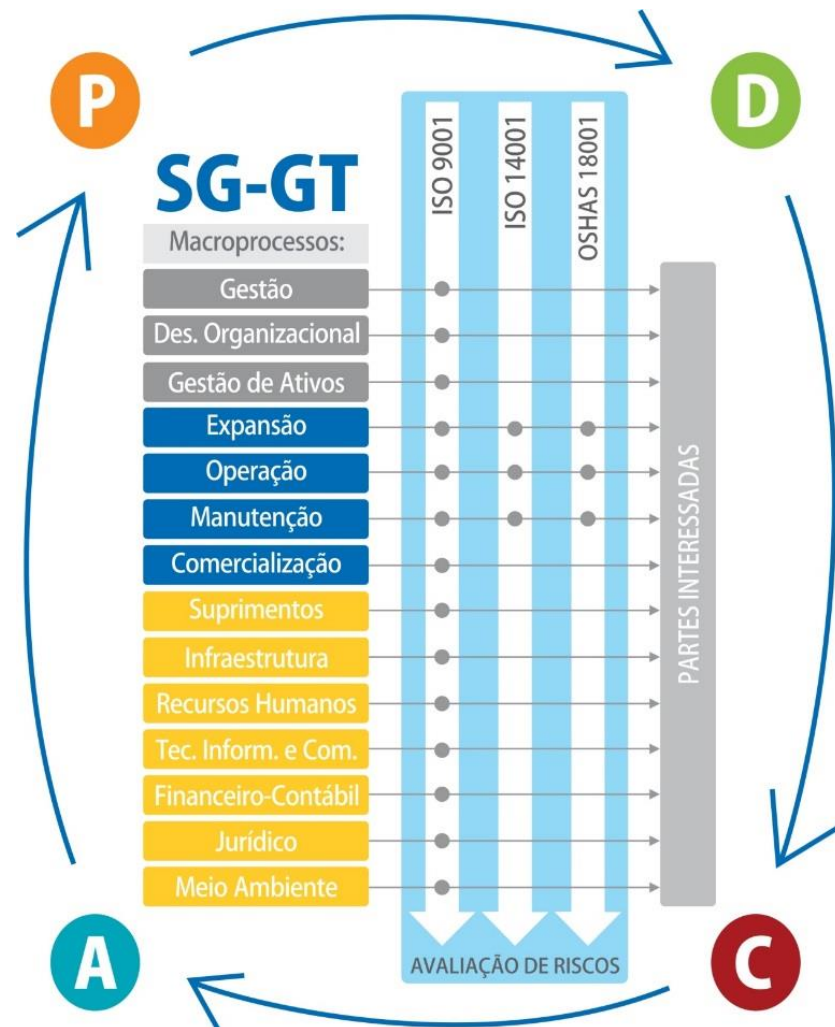 P
D
SG-GT
Macroprocessos:
ISO 9001
ISO 14001
OSHAS 18001
Gestão
Des. Organizacional
Gestão de Ativos
Expansão
Operação
Manutenção
Comercialização
Suprimentos
Infraestrutura
Recursos Humanos
Tec. Inform. e Com.
Financeiro-Contábil
Jurídico
Meio Ambiente
PARTES INTERESSADAS
AVALIAÇÃO DE RISCOS
A
C